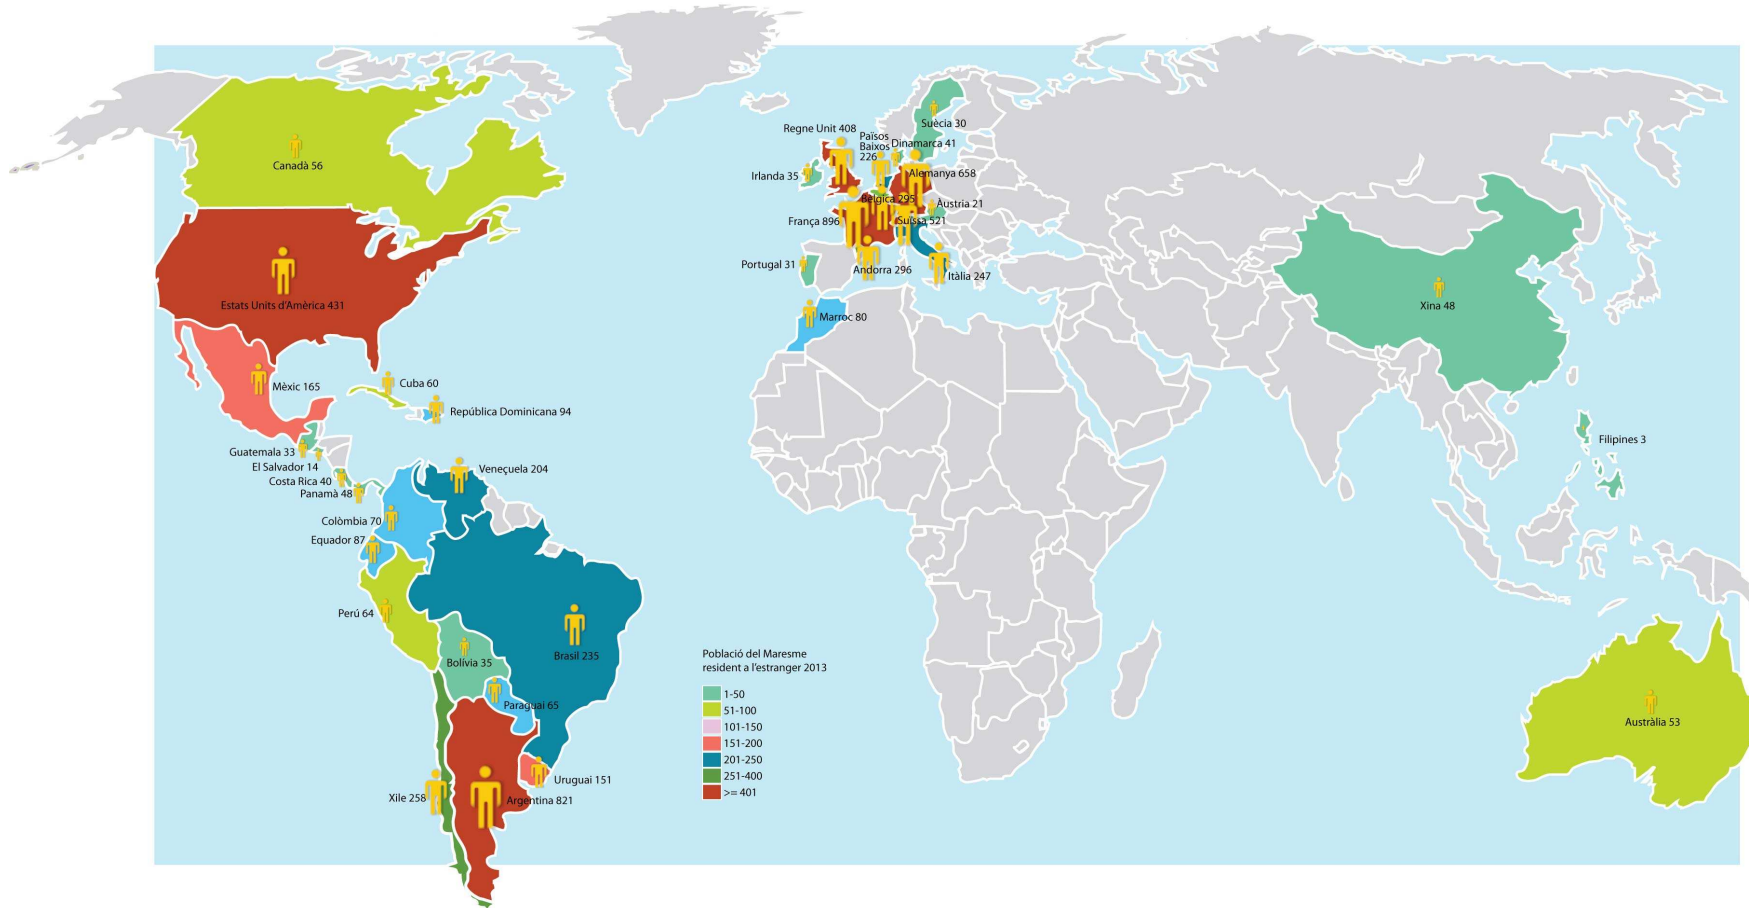 Canadà 56
Estats Units d'Amèrica 431
Mèxic 165
Cuba 60
República Dominicana 94
Guatemala 33
El Salvador 14
Costa Rica 40
Panamà 48
Veneçuela 204
Colòmbia 70
Equador 87
Perú 64
Bolívia 35
Brasil 235
Paraguai 65
Uruguai 151
Xile 258
Argentina 821
Regne Unit 408
Països
Baixos
226
Suècia 30
Dinamarca 41
Irlanda 35
Alemanya 658
Bèlgica 295
Àustria 21
França 896
Suïssa 521
Portugal 31
Andorra 296
Itàlia 247
Marroc 80
Xina 48
Filipines 3
Austràlia 53
Població del Maresme
resident a l'estranger 2013
1-50
51-100
101-150
151-200
201-250
251-400
>= 401